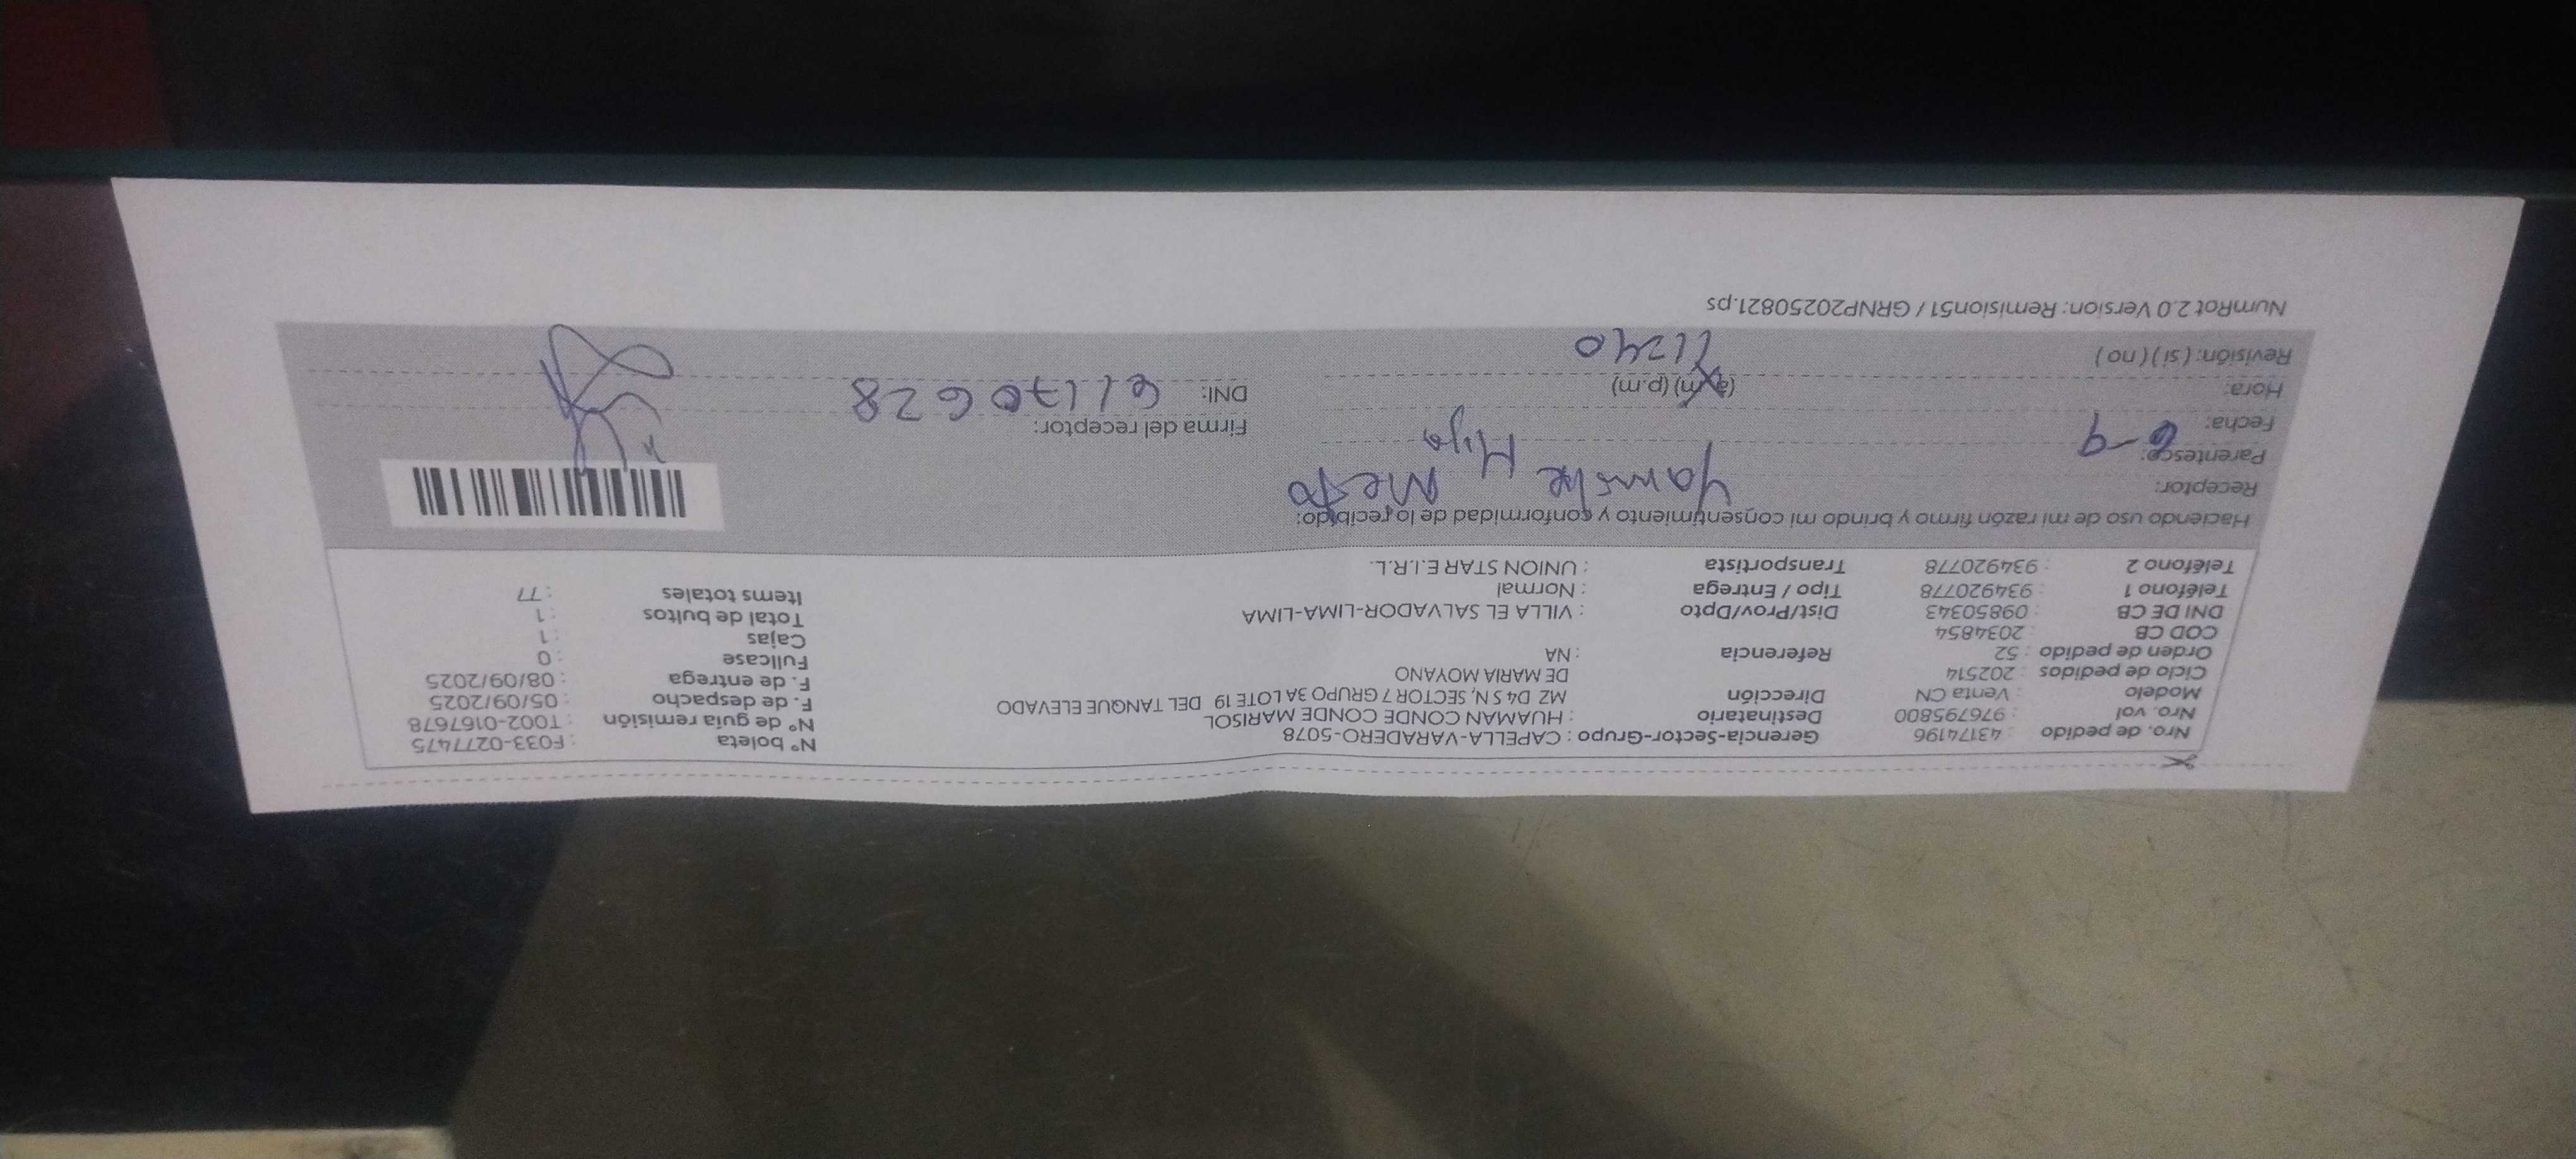 Nro. de pedido : 43174196 Gerencia-Sector-Grupo : CAPELLA-VARADERO-5078 N° boleta : F033-0277475
Nro. vol : 976795800 Destinatario : HUAMAN CONDE CONDE MARISOL N° de guía remisión : T002-0167678
Modelo : Venta CN Dirección MZ D4 S N, SECTOR 7 GRUPO 3A LOTE 19 DEL TANQUE ELEVADO F. de despacho : 05/09/2025
Ciclo de pedidos : 202514 DE MARIA MOYANO F. de entrega : 08/09/2025
Orden de pedido : 52 Referencia : NA Fullcase : 0
COD CB : 2034854 Cajas : 1
DNI DE CB : 09850343 Dist/Prov/Dpto : VILLA EL SALVADOR-LIMA-LIMA Total de bultos : 1
Teléfono 1 : 934920778 Tipo / Entrega : Normal Items totales : 77
Teléfono 2 : 934920778 Transportista : UNION STAR E.I.R.L.
Haciendo uso de mi razón firmo y brindo mi consentimiento y conformidad de lo recibido:
Receptor:
Parentesco: Hija
Fecha: 6-9 Firma del receptor:
Hora: (a.m) (p.m) DNI: 61170628
Revisión: ( si ) ( no ) 11240
NumRot 2.0 Version: Remision51 / GRNP20250821.ps